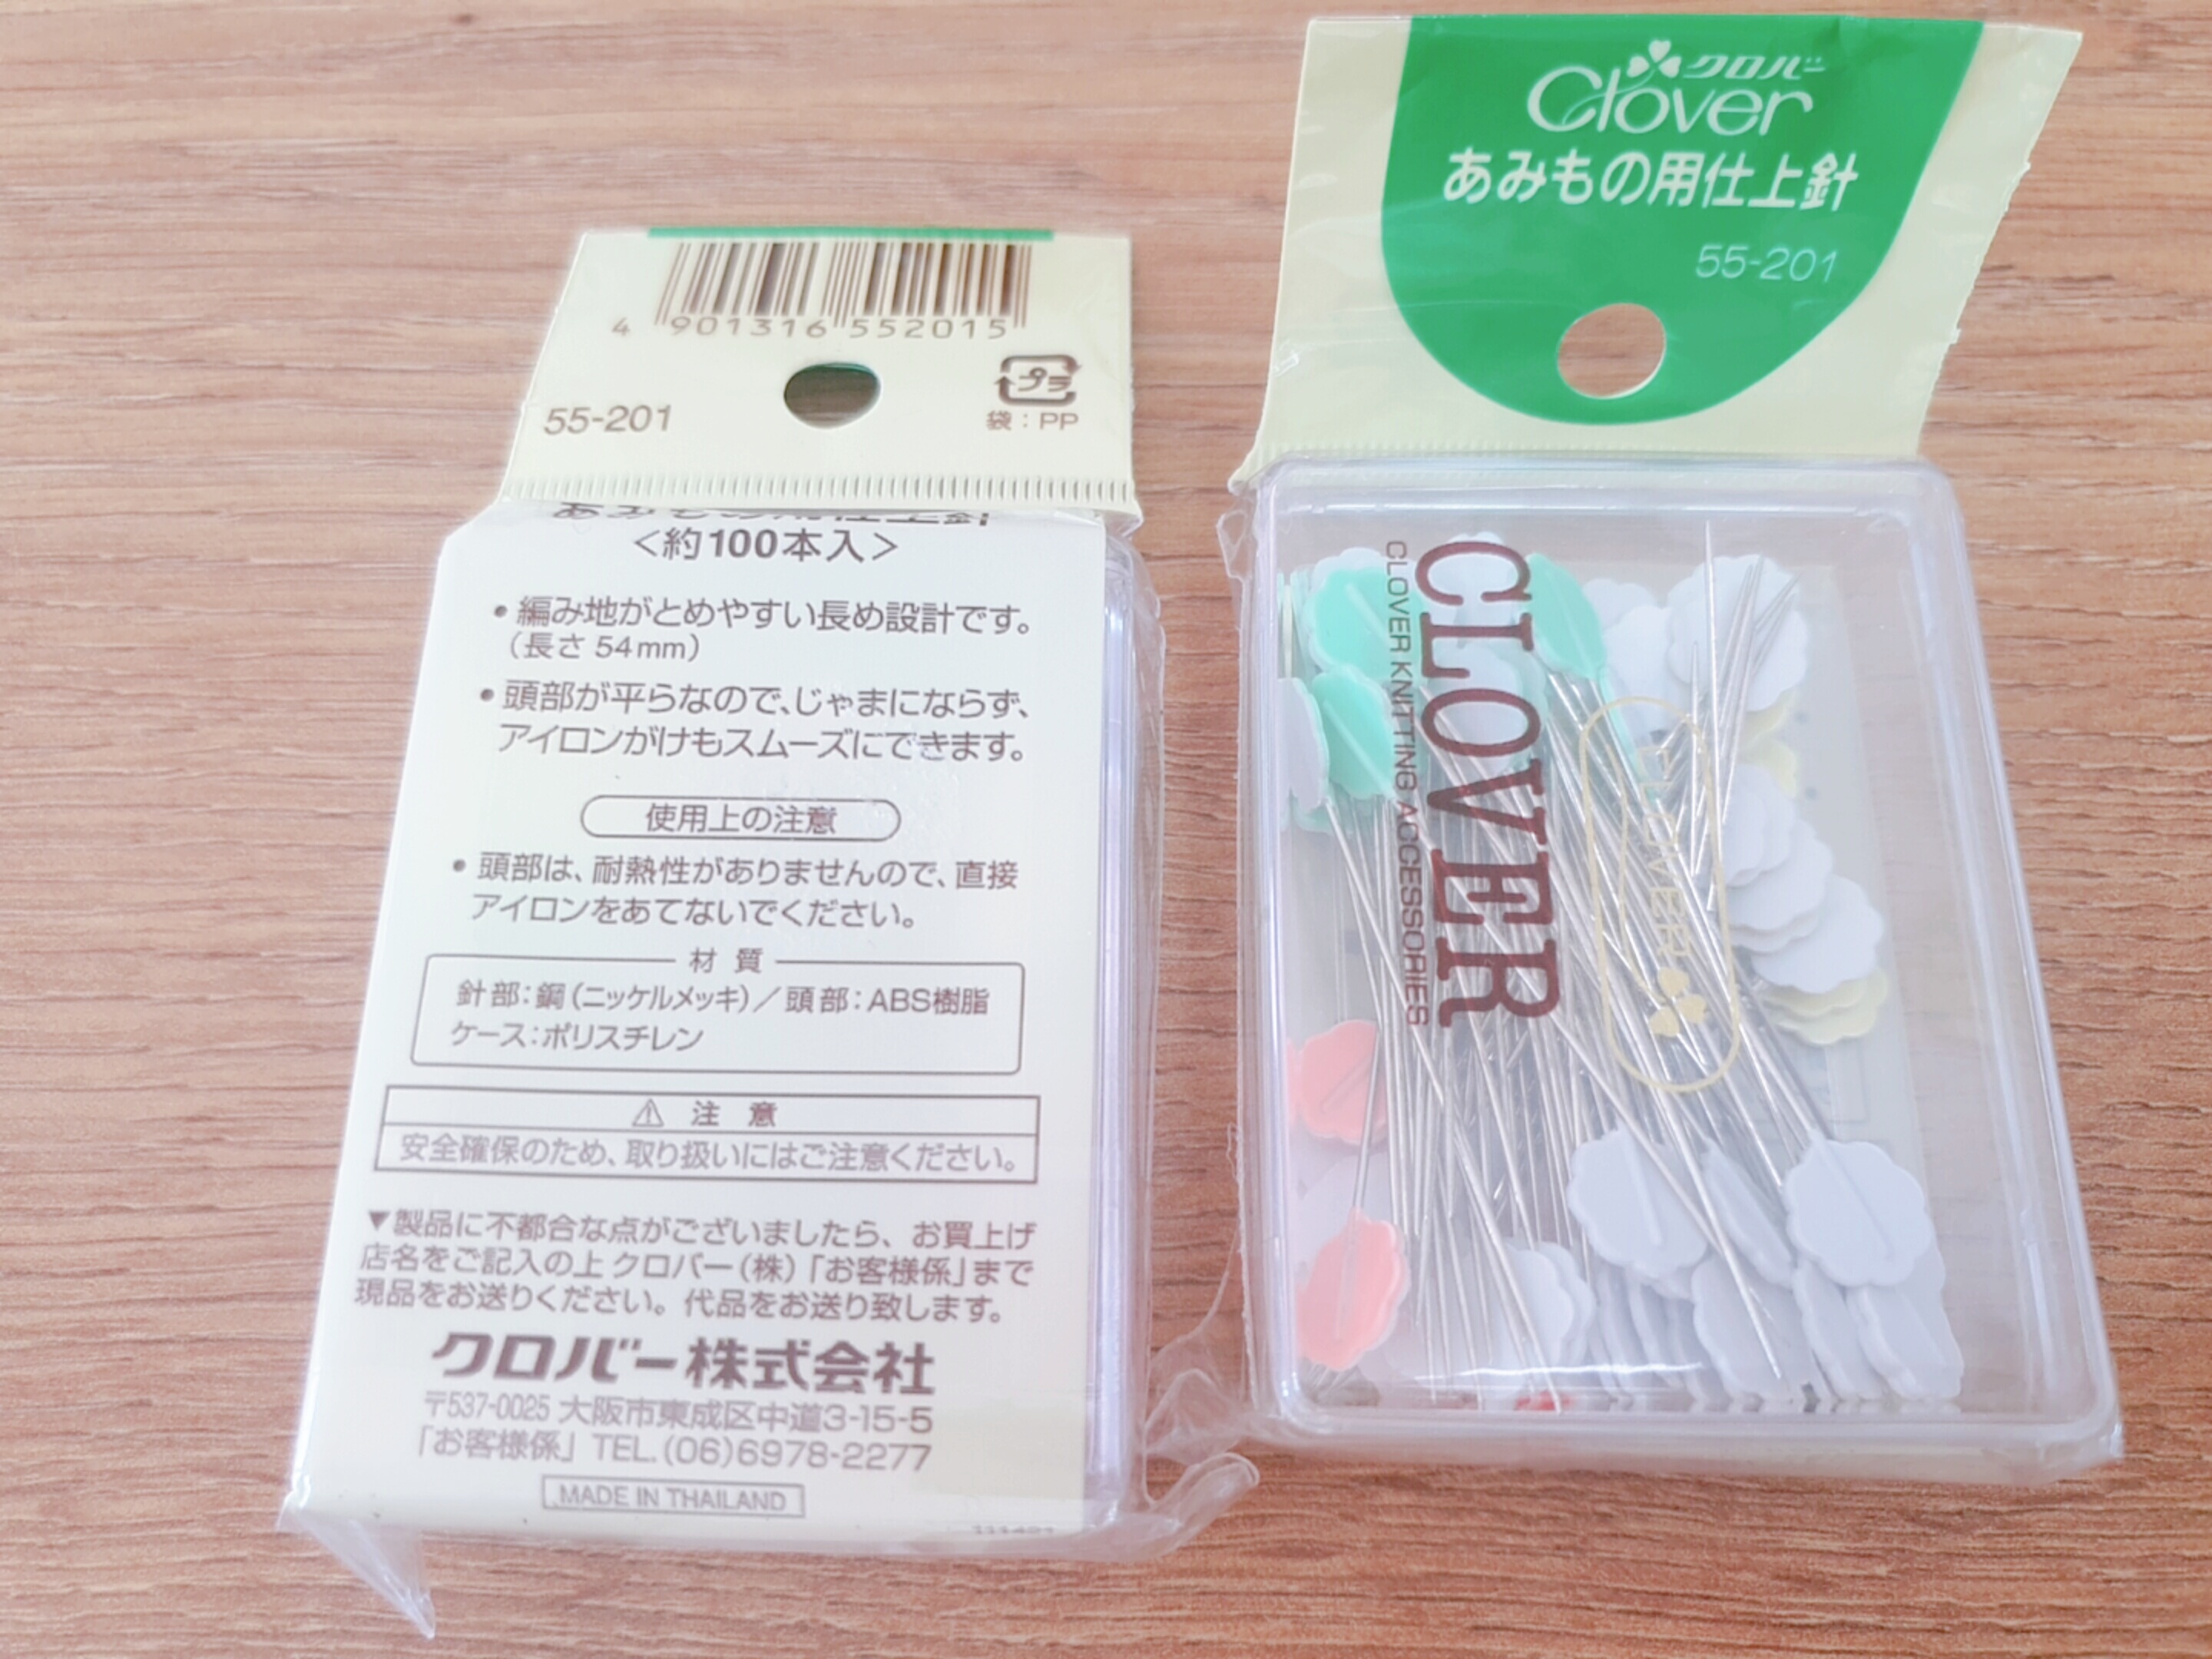 4 901316 552015
プラ
55-201
袋：PP
あみもの用仕上針
＜約100本入＞
• 編み地がとめやすい長め設計です。
（長さ 54mm）
• 頭部が平らなので、じゃまにならず、
アイロンがけもスムーズにできます。
使用上の注意
• 頭部は、耐熱性がありませんので、直接
アイロンをあてないでください。
材 質
針部：鋼（ニッケルメッキ）／頭部：ABS樹脂
ケース：ポリスチレン
⚠ 注 意
安全確保のため、取り扱いにはご注意ください。
▼製品に不都合な点がございましたら、お買上げ
店名をご記入の上 クロバー（株）「お客様係」まで
現品をお送りください。代品をお送り致します。
クロバー株式会社
〒537-0025 大阪市東成区中道3-15-5
「お客様係」 TEL.(06)6978-2277
MADE IN THAILAND
クロバー
Clover
あみもの用仕上針
55-201
CLOVER
CLOVER KNITTING ACCESSORIES
CLOVER